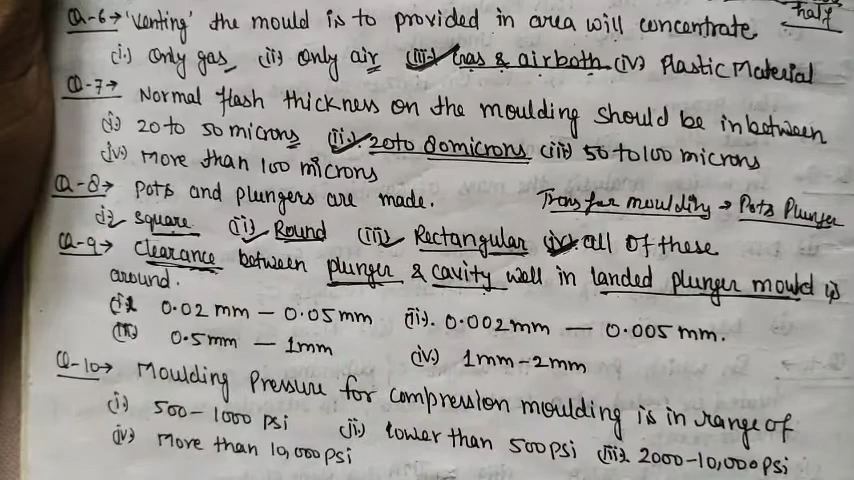 half
Q-6→ 'Venting' the mould is to provided in area will concentrate
(i) Only gas (ii) Only air (iii) Gas & air both (iv) Plastic Material
Q-7→ Normal flash thickness on the moulding should be inbetween
(i) 20 to 50 microns (ii) 20 to 80 microns (iii) 50 to 100 microns
(iv) More than 100 microns
Q-8→ Pots and plungers are made. Transfer moulding → Pots Plunger
(i) Square (ii) Round (iii) Rectangular (iv) all of these
Q-9→ Clearance between plunger & cavity wall in landed plunger mould is
around.
(i) 0.02 mm – 0.05 mm (ii). 0.002 mm – 0.005 mm.
(iii) 0.5 mm – 1 mm (iv) 1 mm – 2 mm
Q-10→ Moulding Pressure for compression moulding is in range of
(i) 500 – 1000 psi (ii) lower than 500 psi (iii) 2000–10,000 psi
(iv) More than 10,000 psi